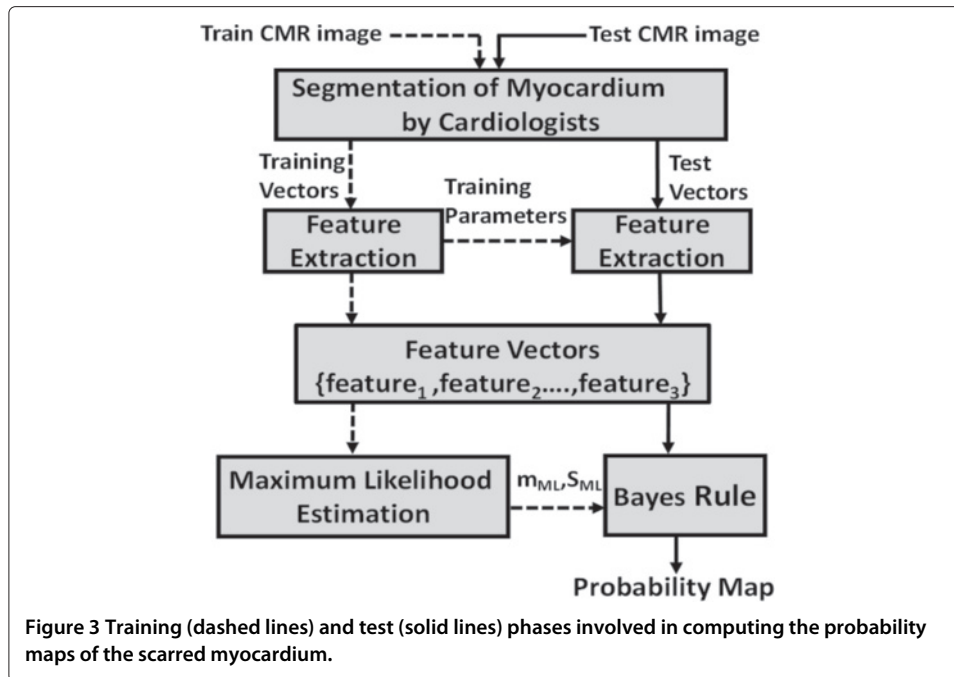 Train CMR image
Test CMR image
Segmentation of Myocardium
by Cardiologists
Training
Vectors
Training
Parameters
Test
Vectors
Feature
Extraction
Feature
Extraction
Feature Vectors
{feature₁ ,feature₂....,feature₃}
Maximum Likelihood
Estimation
m_ML,S_ML
Bayes Rule
Probability Map
Figure 3 Training (dashed lines) and test (solid lines) phases involved in computing the probability
maps of the scarred myocardium.